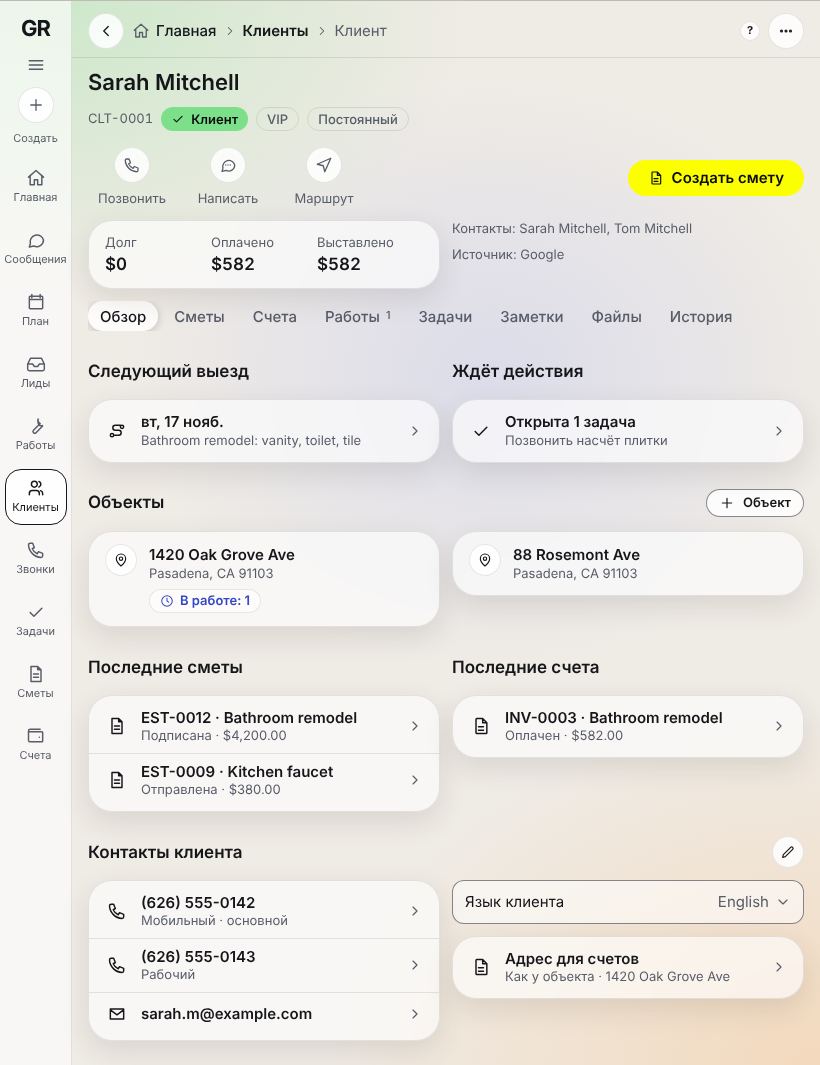 GR
Создать
Главная
Сообщения
План
Лиды
Работы
Клиенты
Звонки
Задачи
Сметы
Счета
Главная > Клиенты > Клиент
?
Sarah Mitchell
CLT-0001 Клиент VIP Постоянный
Позвонить Написать Маршрут
Создать смету
Долг Оплачено Выставлено
$0 $582 $582
Контакты: Sarah Mitchell, Tom Mitchell
Источник: Google
Обзор Сметы Счета Работы 1 Задачи Заметки Файлы История
Следующий выезд
вт, 17 нояб.
Bathroom remodel: vanity, toilet, tile
Ждёт действия
Открыта 1 задача
Позвонить насчёт плитки
Объекты
Объект
1420 Oak Grove Ave
Pasadena, CA 91103
В работе: 1
88 Rosemont Ave
Pasadena, CA 91103
Последние сметы
EST-0012 · Bathroom remodel
Подписана · $4,200.00
EST-0009 · Kitchen faucet
Отправлена · $380.00
Последние счета
INV-0003 · Bathroom remodel
Оплачен · $582.00
Контакты клиента
(626) 555-0142
Мобильный · основной
(626) 555-0143
Рабочий
sarah.m@example.com
Язык клиента English
Адрес для счетов
Как у объекта · 1420 Oak Grove Ave